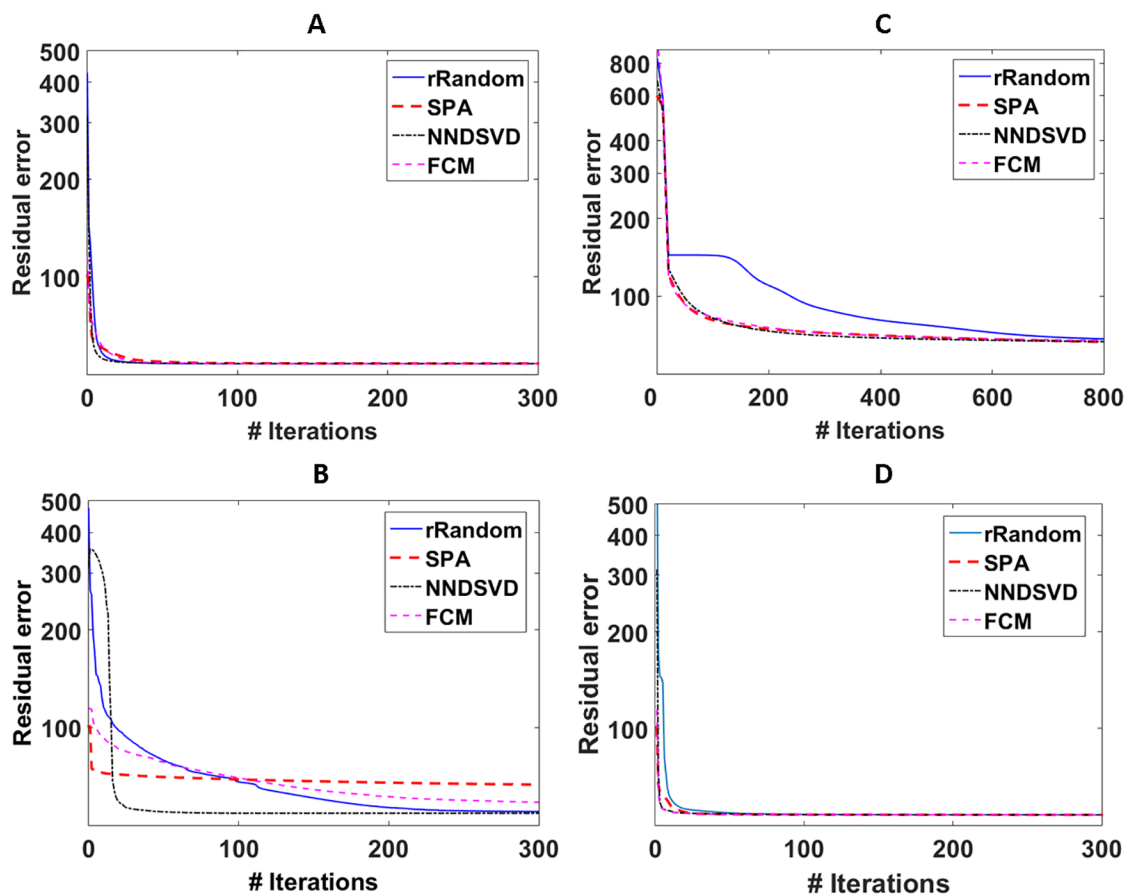 A
500
400
300
200
100
Residual error
rRandom
SPA
NNDSVD
FCM
0
100
200
300
# Iterations
C
800
600
400
300
200
100
Residual error
rRandom
SPA
NNDSVD
FCM
0
200
400
600
800
# Iterations
B
500
400
300
200
100
Residual error
rRandom
SPA
NNDSVD
FCM
0
100
200
300
# Iterations
D
500
400
300
200
100
Residual error
rRandom
SPA
NNDSVD
FCM
0
100
200
300
# Iterations